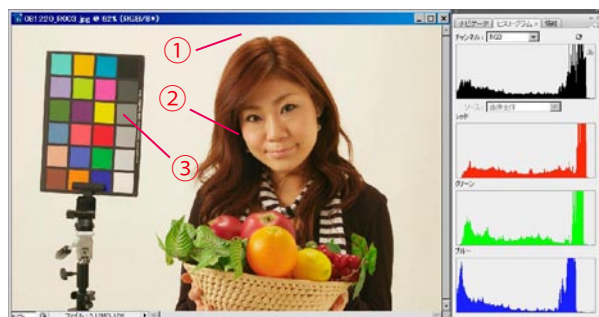 081220_R003.jpg @ 62% (RGB/8*)
①
②
③
ナビゲータ
ヒストグラム ×
情報
チャンネル: RGB
ソース: 画像全体
レッド
グリーン
ブルー